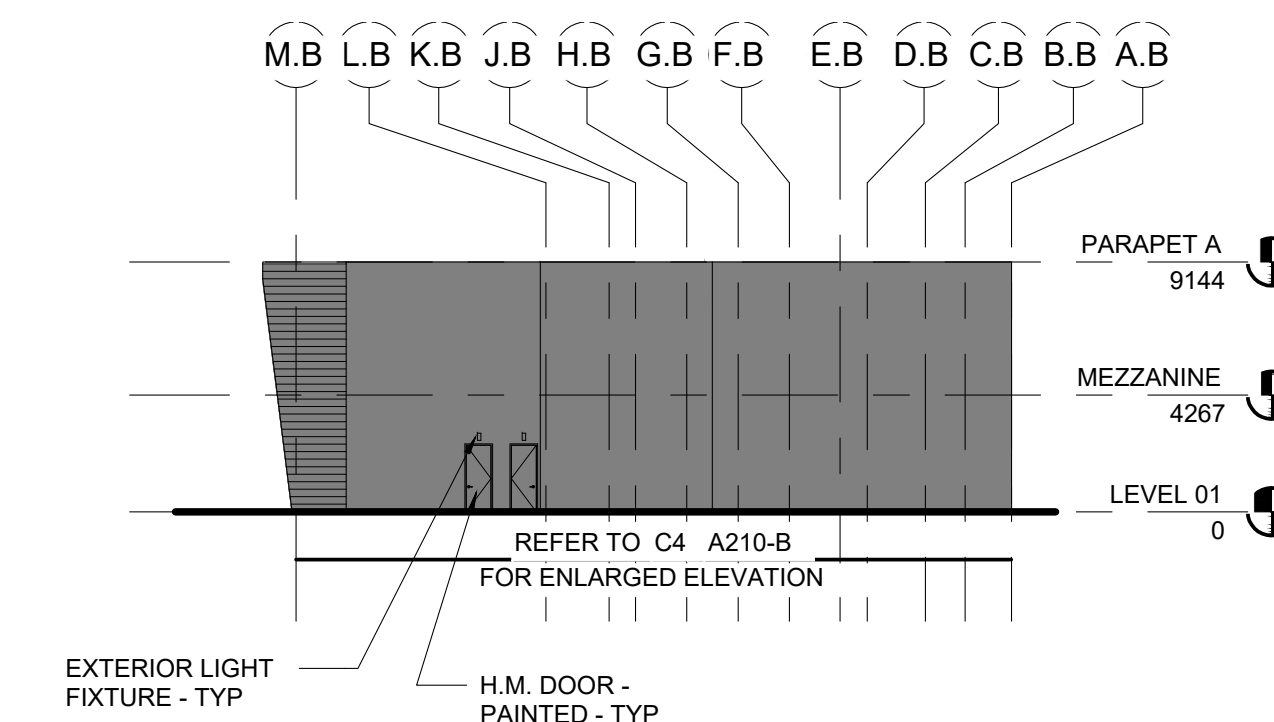 M.B L.B K.B J.B H.B G.B F.B E.B D.B C.B B.B A.B
PARAPET A
9144
MEZZANINE
4267
LEVEL 01
0
REFER TO C4 A210-B
FOR ENLARGED ELEVATION
EXTERIOR LIGHT
FIXTURE - TYP
H.M. DOOR -
PAINTED - TYP